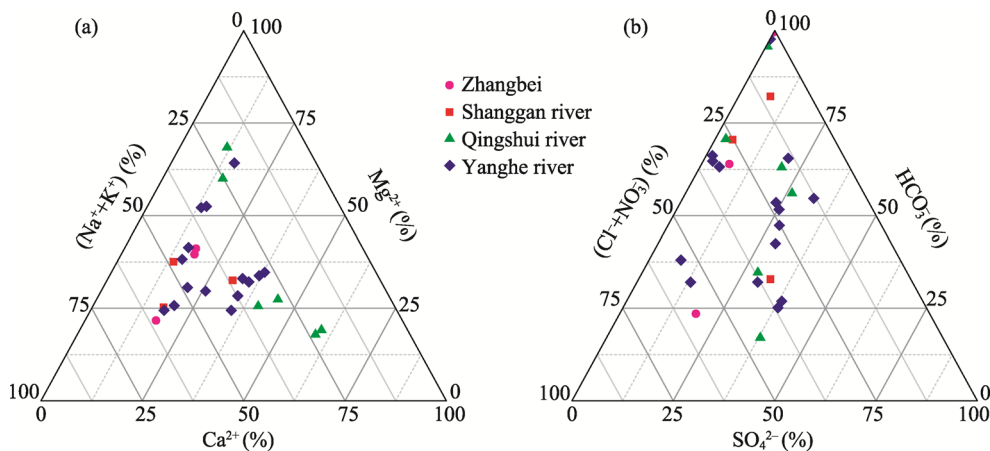 (a)
0
100
25
75
50
50
75
25
100
0
0
25
50
75
100
(Na⁺+K⁺) (%)
Mg²⁺ (%)
Ca²⁺ (%)
Zhangbei
Shanggan river
Qingshui river
Yanghe river
(b)
0
100
25
75
50
50
75
25
100
0
0
25
50
75
100
(Cl⁻+NO₃⁻) (%)
HCO₃⁻ (%)
SO₄²⁻ (%)